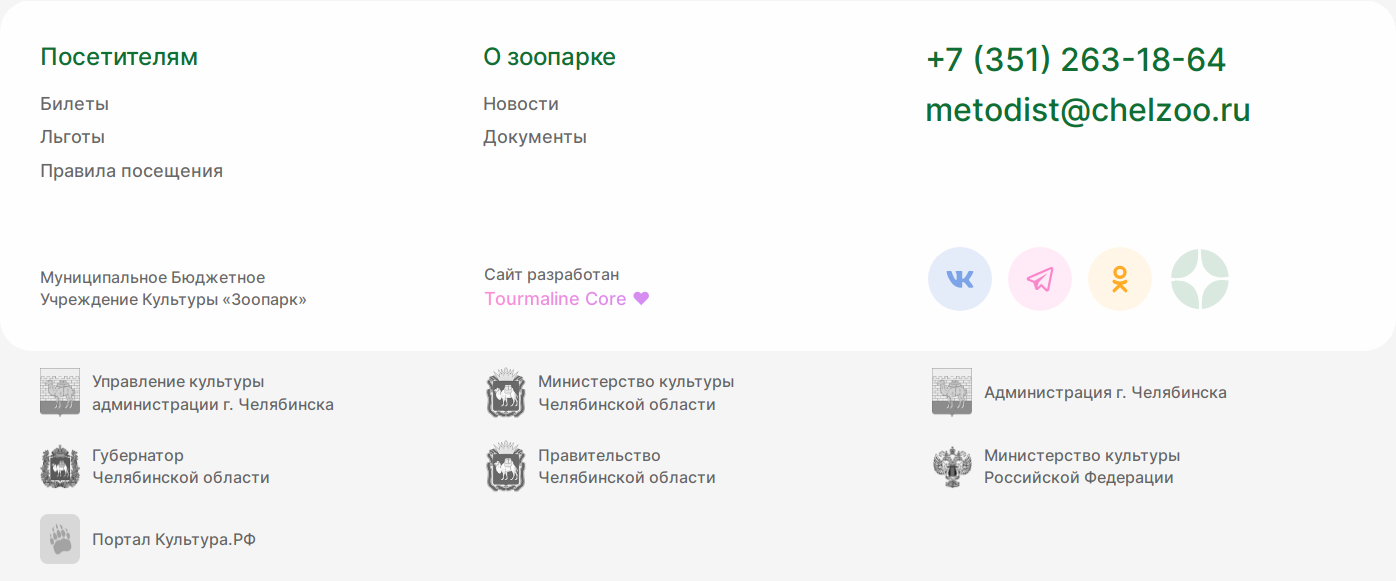 Посетителям
Билеты
Льготы
Правила посещения
О зоопарке
Новости
Документы
+7 (351) 263-18-64
metodist@chelzoo.ru
Муниципальное Бюджетное
Учреждение Культуры «Зоопарк»
Сайт разработан
Tourmaline Core
Управление культуры
администрации г. Челябинска
Министерство культуры
Челябинской области
Администрация г. Челябинска
Губернатор
Челябинской области
Правительство
Челябинской области
Министерство культуры
Российской Федерации
Портал Культура.РФ